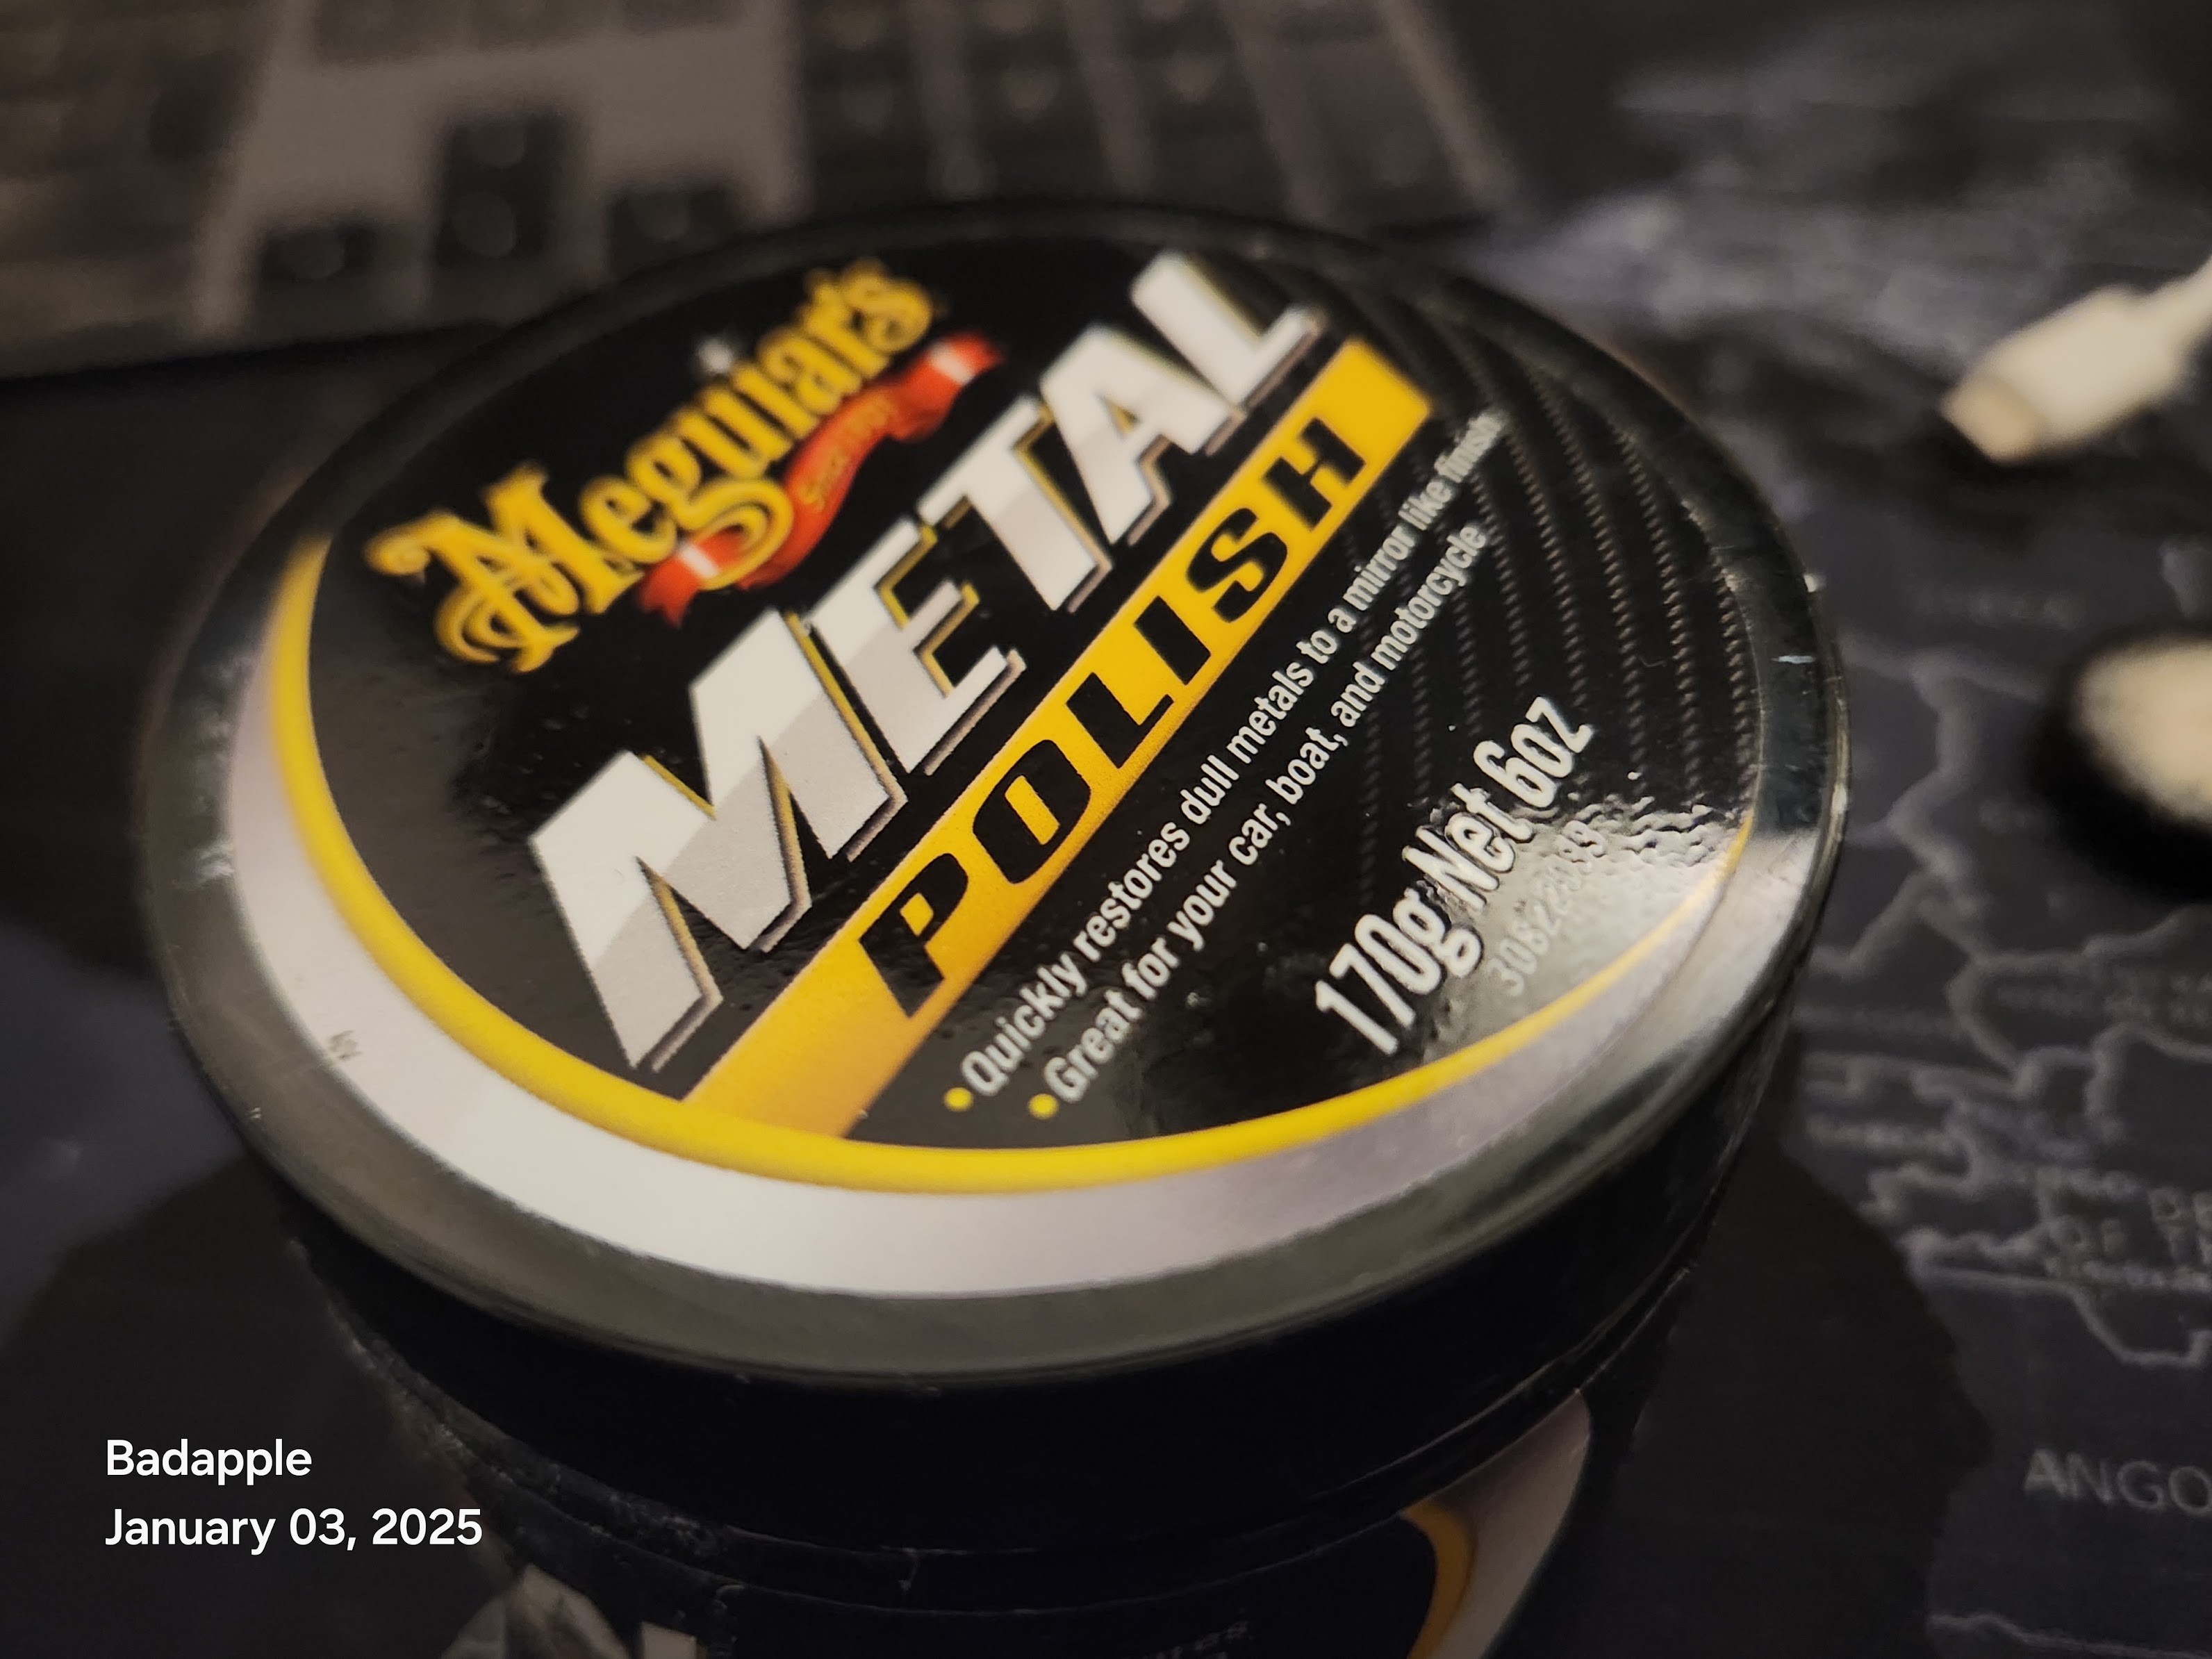 Meguiar's
METAL
POLISH
Quickly restores dull metals to a mirror like finish
Great for your car, boat, and motorcycle
170g Net 6oz
ANGO
Badapple
January 03, 2025